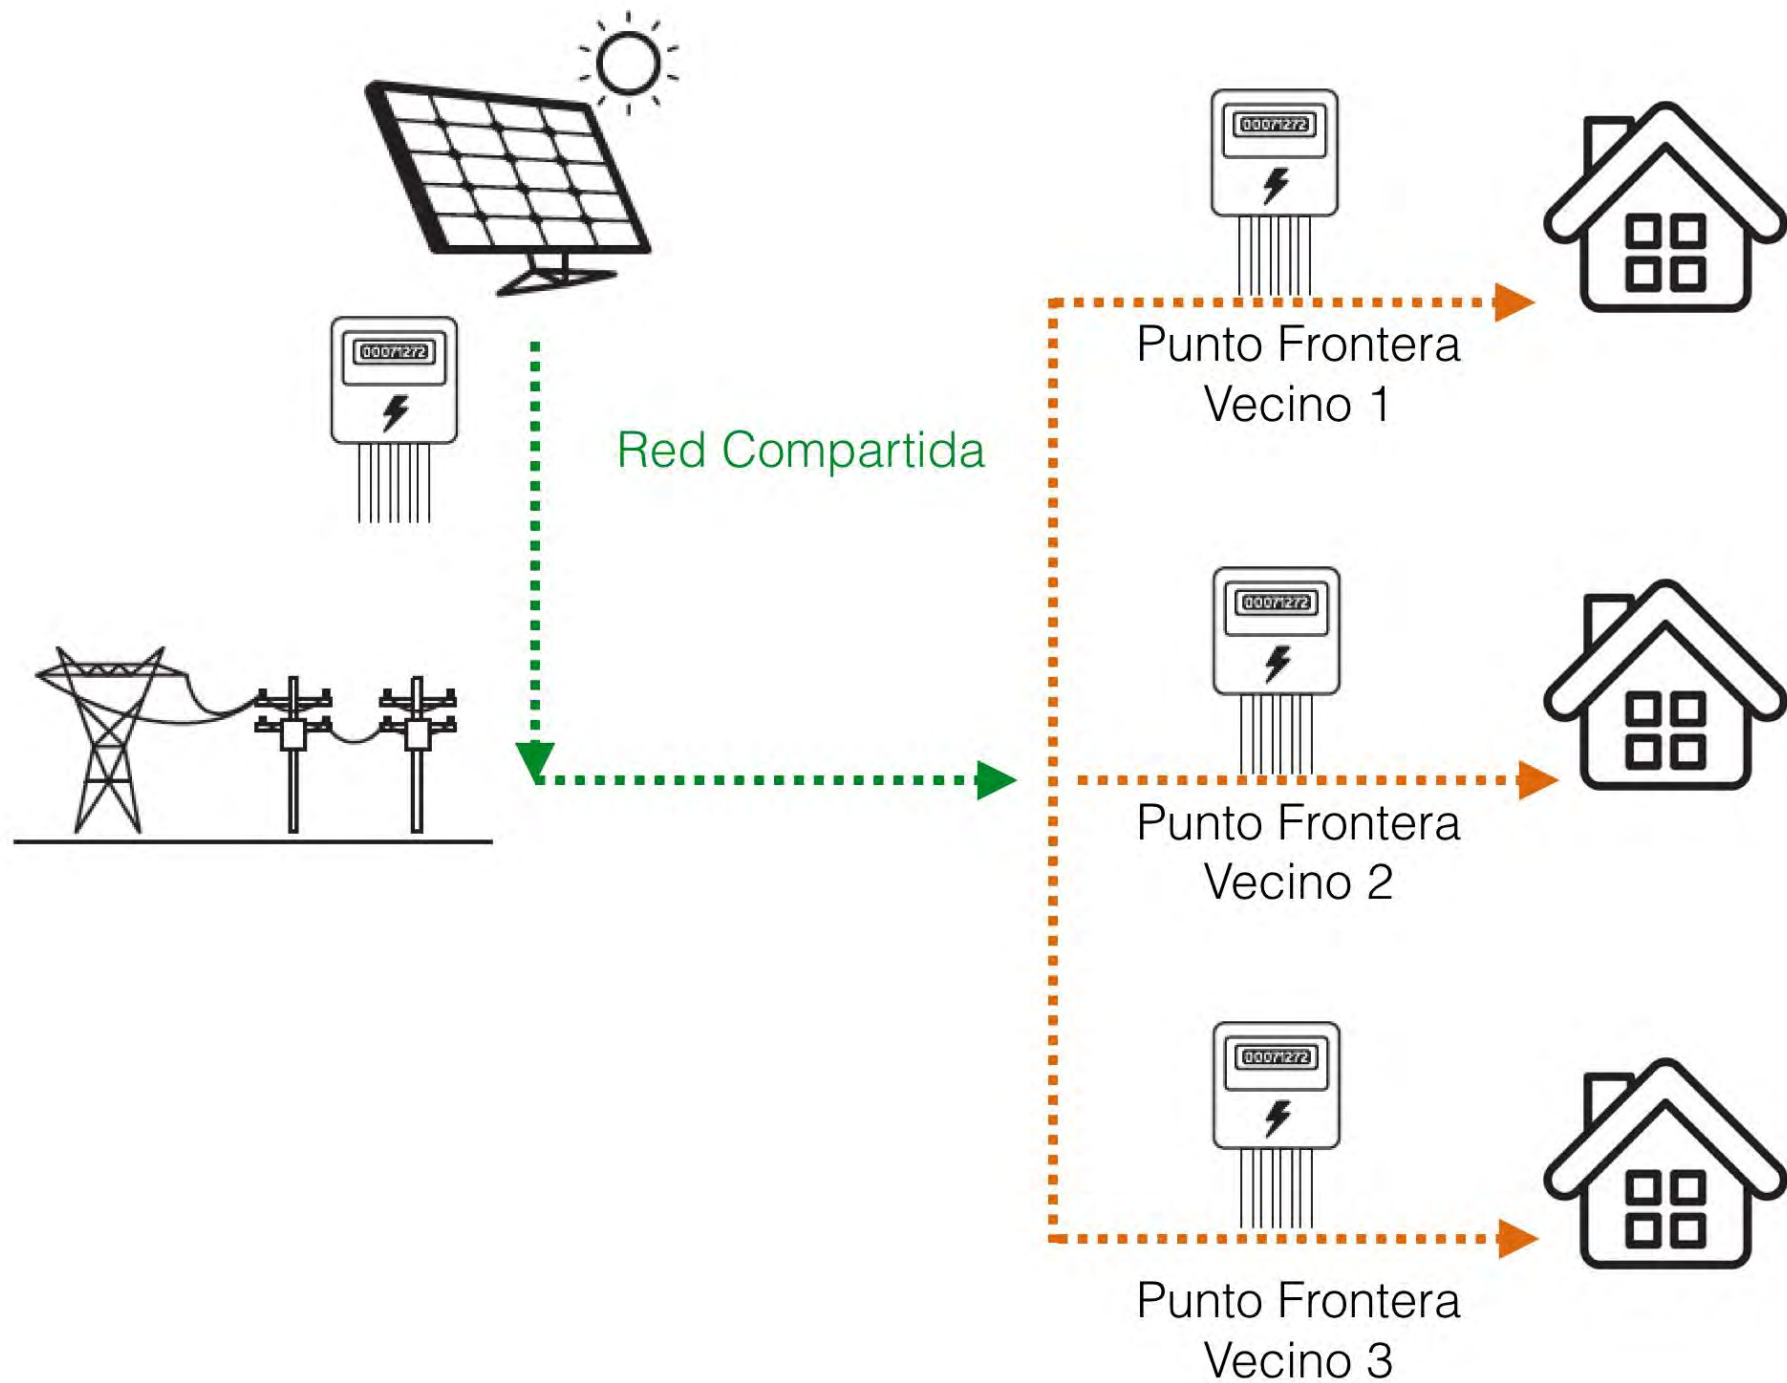 00071272
Punto Frontera
Vecino 1
00071272
Red Compartida
00071272
Punto Frontera
Vecino 2
00071272
Punto Frontera
Vecino 3